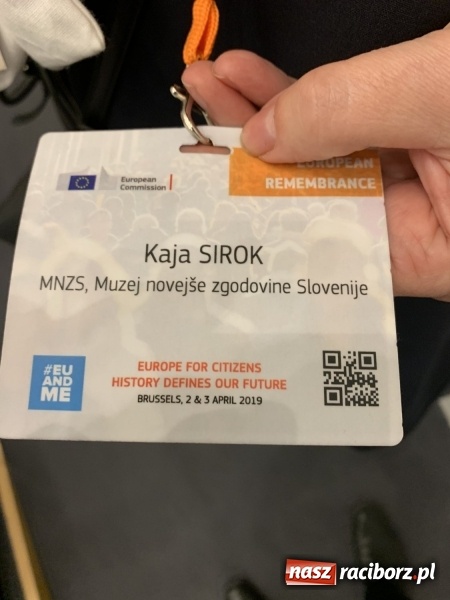 European
Commission
EUROPEAN
REMEMBRANCE
Kaja SIROK
MNZS, Muzej novejše zgodovine Slovenije
#EU
AND
ME
EUROPE FOR CITIZENS
HISTORY DEFINES OUR FUTURE
BRUSSELS, 2 & 3 APRIL 2019
nasz raciborz.pl